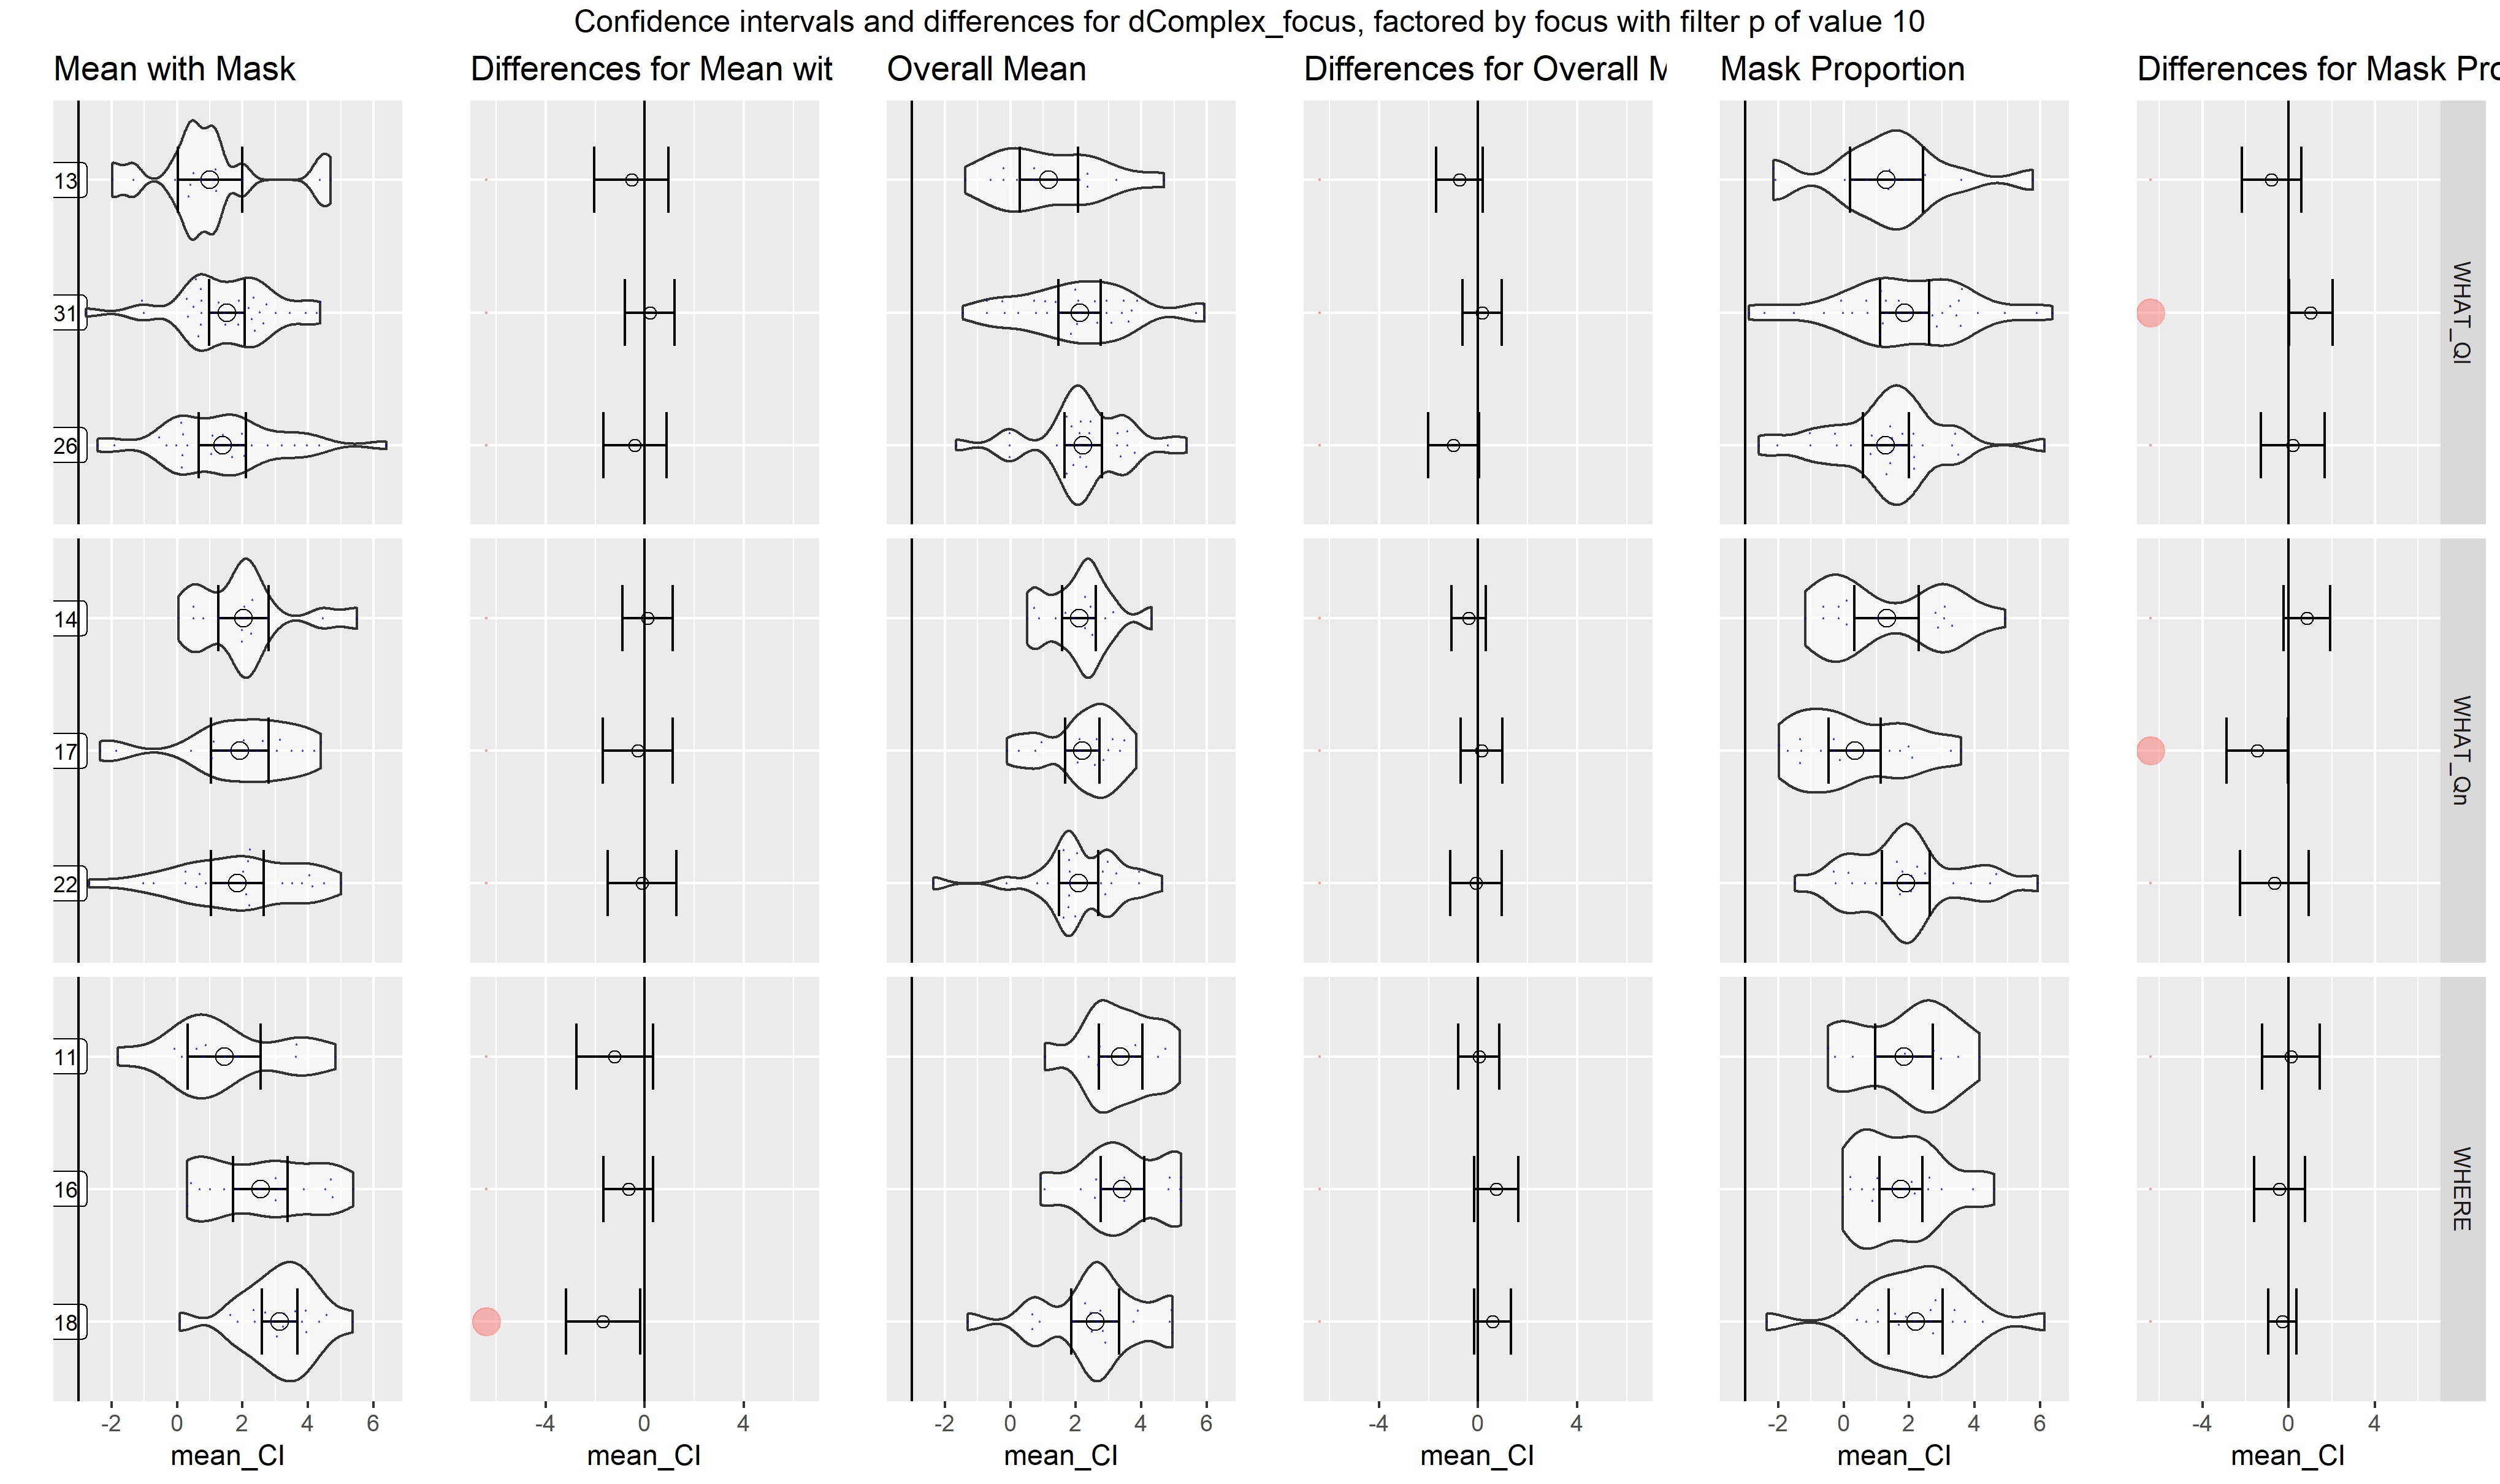 Confidence intervals and differences for dComplex_focus, factored by focus with filter p of value 10
Mean with Mask
Differences for Mean wit
Overall Mean
Differences for Overall M
Mask Proportion
Differences for Mask Pro
13
31
26
WHAT_Ql
14
17
22
WHAT_Qn
11
16
18
WHERE
-2 0 2 4 6
-4 0 4
-2 0 2 4 6
-4 0 4
-2 0 2 4 6
-4 0 4
mean_CI
mean_CI
mean_CI
mean_CI
mean_CI
mean_CI